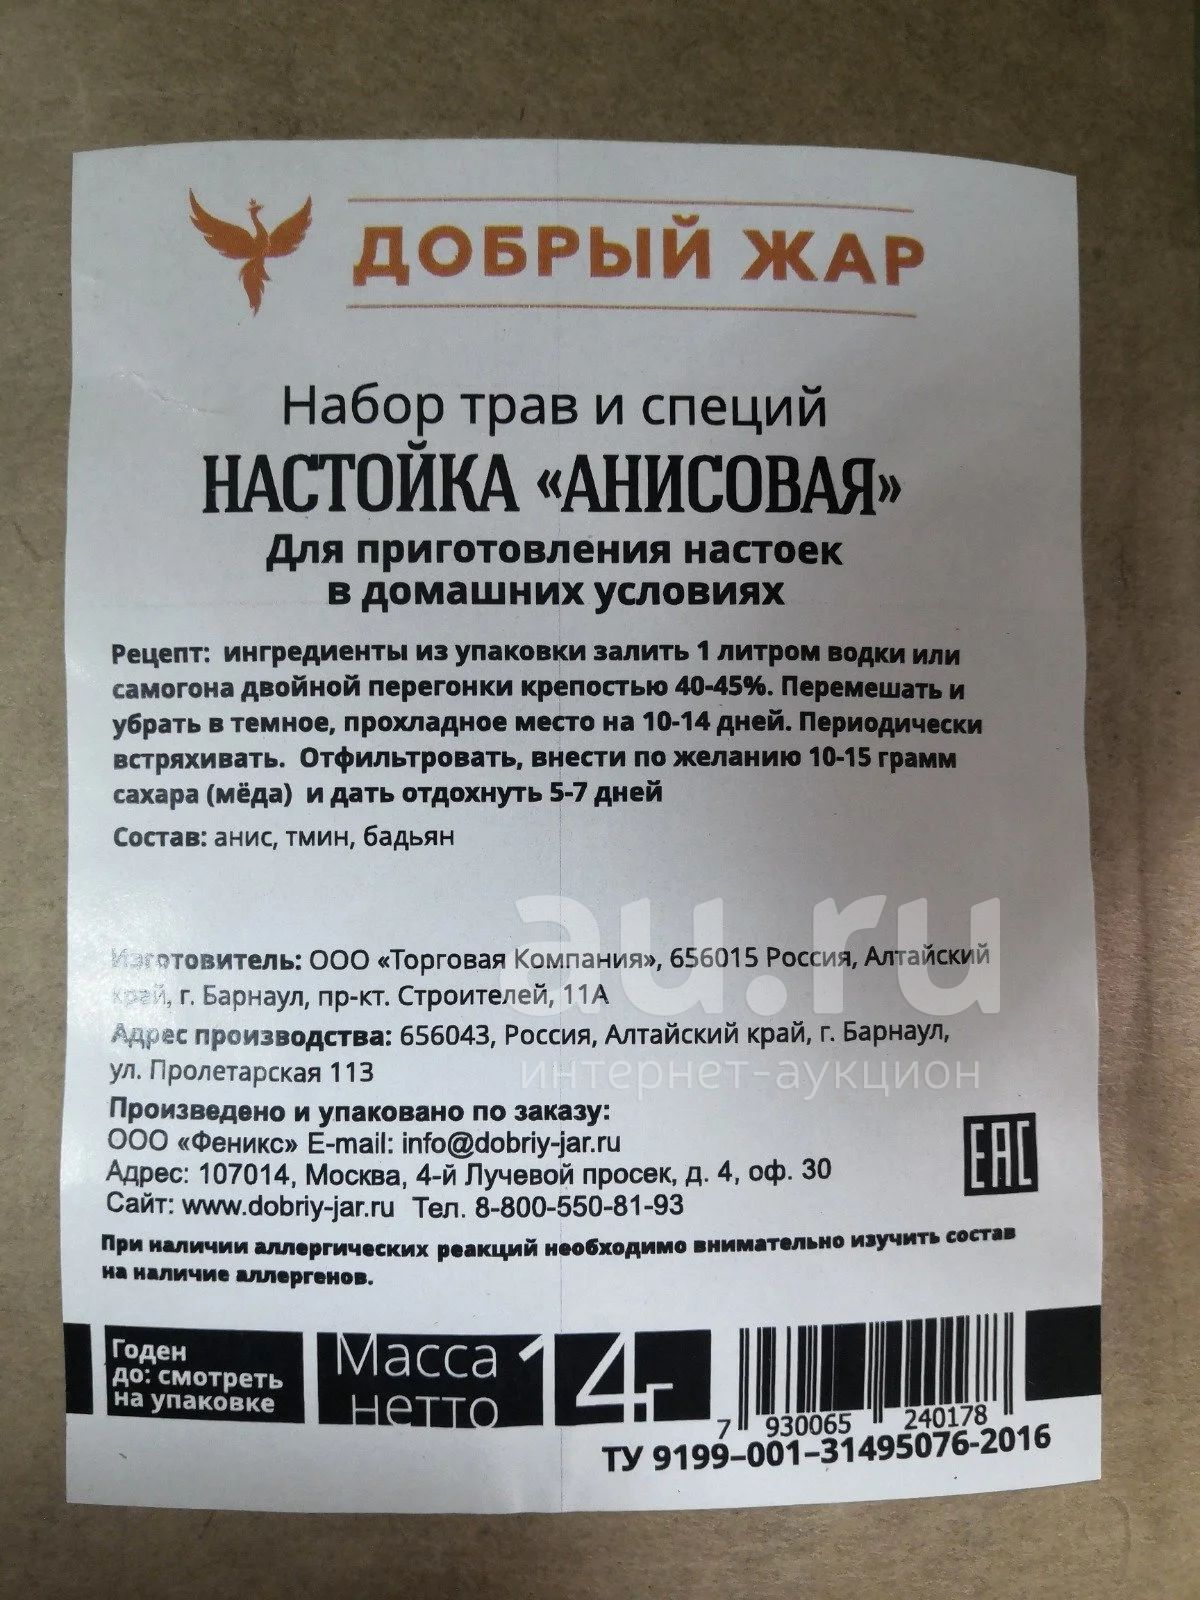 ДОБРЫЙ ЖАР
Набор трав и специй
НАСТОЙКА «АНИСОВАЯ»
Для приготовления настоек
в домашних условиях
Рецепт: ингредиенты из упаковки залить 1 литром водки или
самогона двойной перегонки крепостью 40-45%. Перемешать и
убрать в темное, прохладное место на 10-14 дней. Периодически
встряхивать. Отфильтровать, внести по желанию 10-15 грамм
сахара (мёда) и дать отдохнуть 5-7 дней
Состав: анис, тмин, бадьян
au.ru
интернет-аукцион
Изготовитель: ООО «Торговая Компания», 656015 Россия, Алтайский
край, г. Барнаул, пр-кт. Строителей, 11А
Адрес производства: 656043, Россия, Алтайский край, г. Барнаул,
ул. Пролетарская 113
Произведено и упаковано по заказу:
ООО «Феникс» E-mail: info@dobriy-jar.ru
Адрес: 107014, Москва, 4-й Лучевой просек, д. 4, оф. 30
Сайт: www.dobriy-jar.ru Тел. 8-800-550-81-93
EAC
При наличии аллергических реакций необходимо внимательно изучить состав
на наличие аллергенов.
Годен
до: смотреть
на упаковке
Масса
нетто
14г
7 930065 240178
ТУ 9199-001-31495076-2016